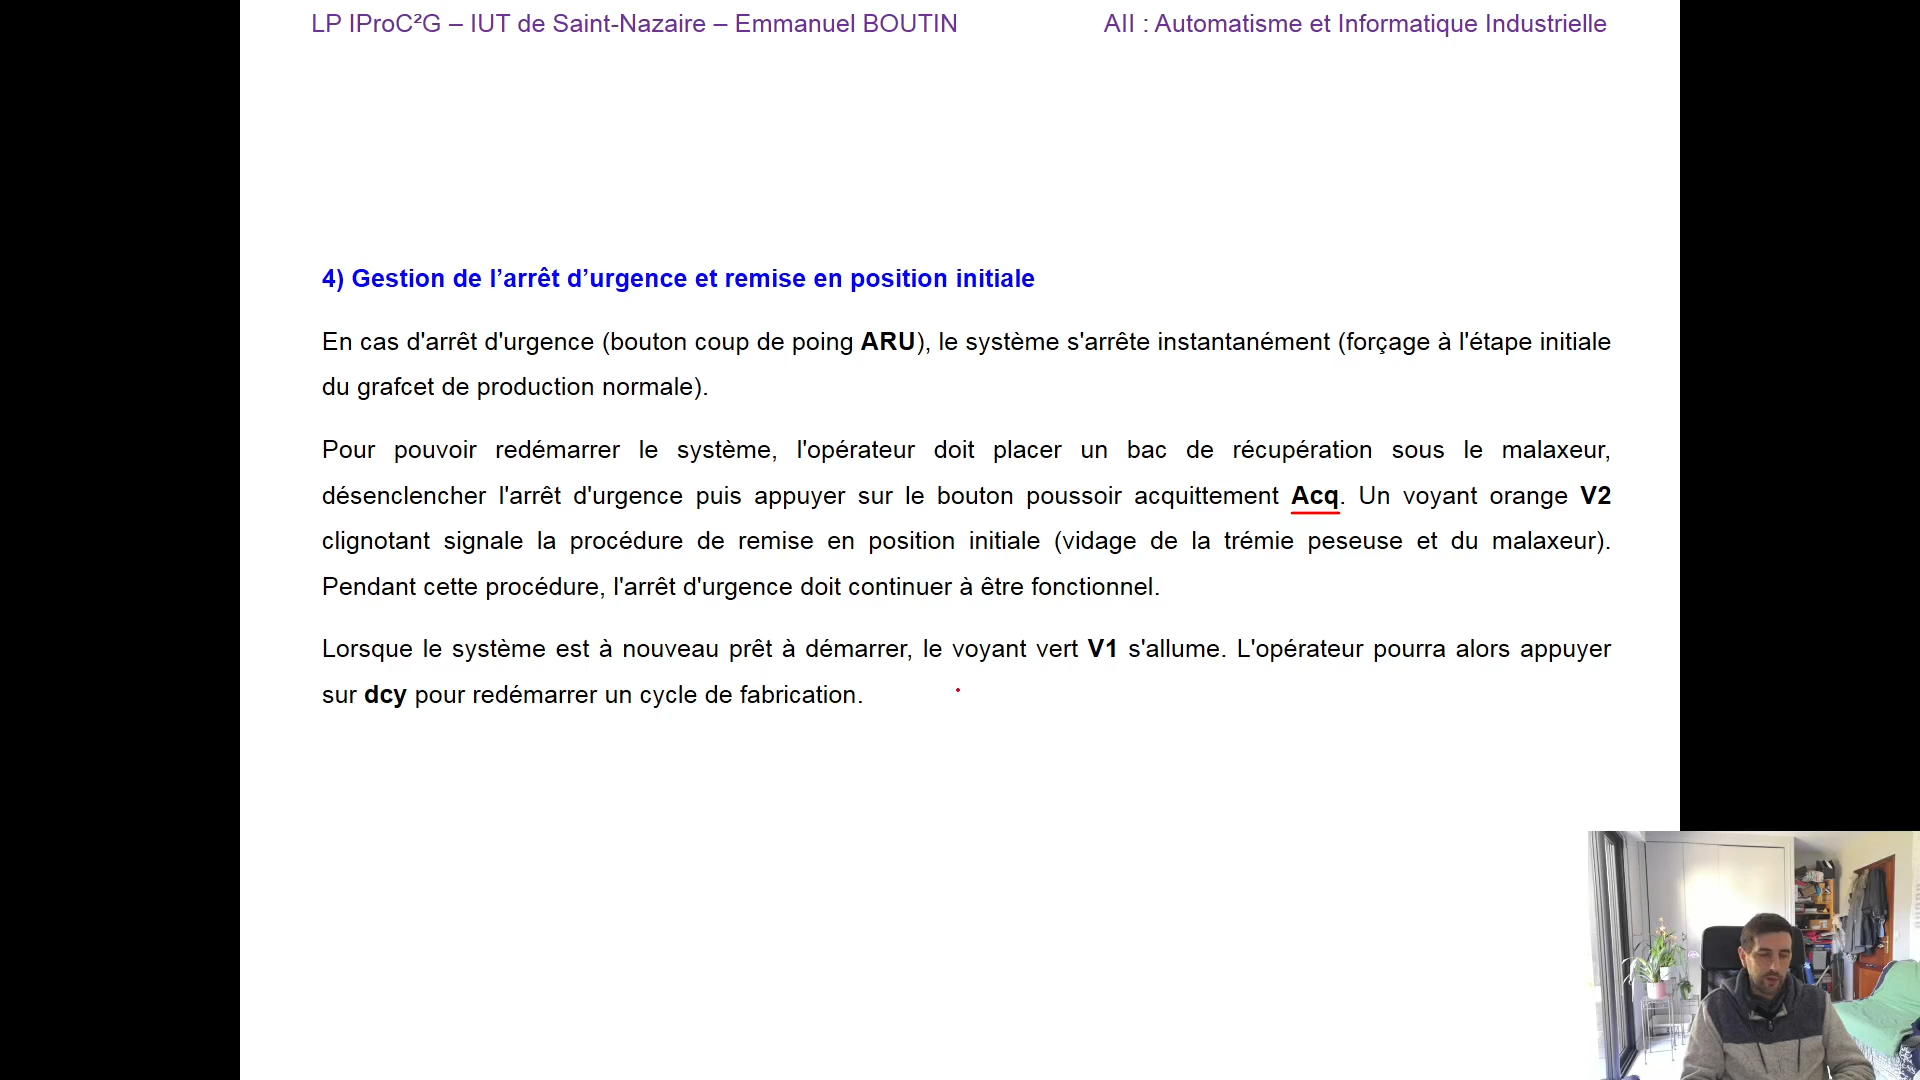 LP IProC²G – IUT de Saint-Nazaire – Emmanuel BOUTIN AII : Automatisme et Informatique Industrielle
4) Gestion de l’arrêt d’urgence et remise en position initiale
En cas d'arrêt d'urgence (bouton coup de poing ARU), le système s'arrête instantanément (forçage à l'étape initiale
du grafcet de production normale).
Pour pouvoir redémarrer le système, l'opérateur doit placer un bac de récupération sous le malaxeur,
désenclencher l'arrêt d'urgence puis appuyer sur le bouton poussoir acquittement Acq. Un voyant orange V2
clignotant signale la procédure de remise en position initiale (vidage de la trémie peseuse et du malaxeur).
Pendant cette procédure, l'arrêt d'urgence doit continuer à être fonctionnel.
Lorsque le système est à nouveau prêt à démarrer, le voyant vert V1 s'allume. L'opérateur pourra alors appuyer
sur dcy pour redémarrer un cycle de fabrication.